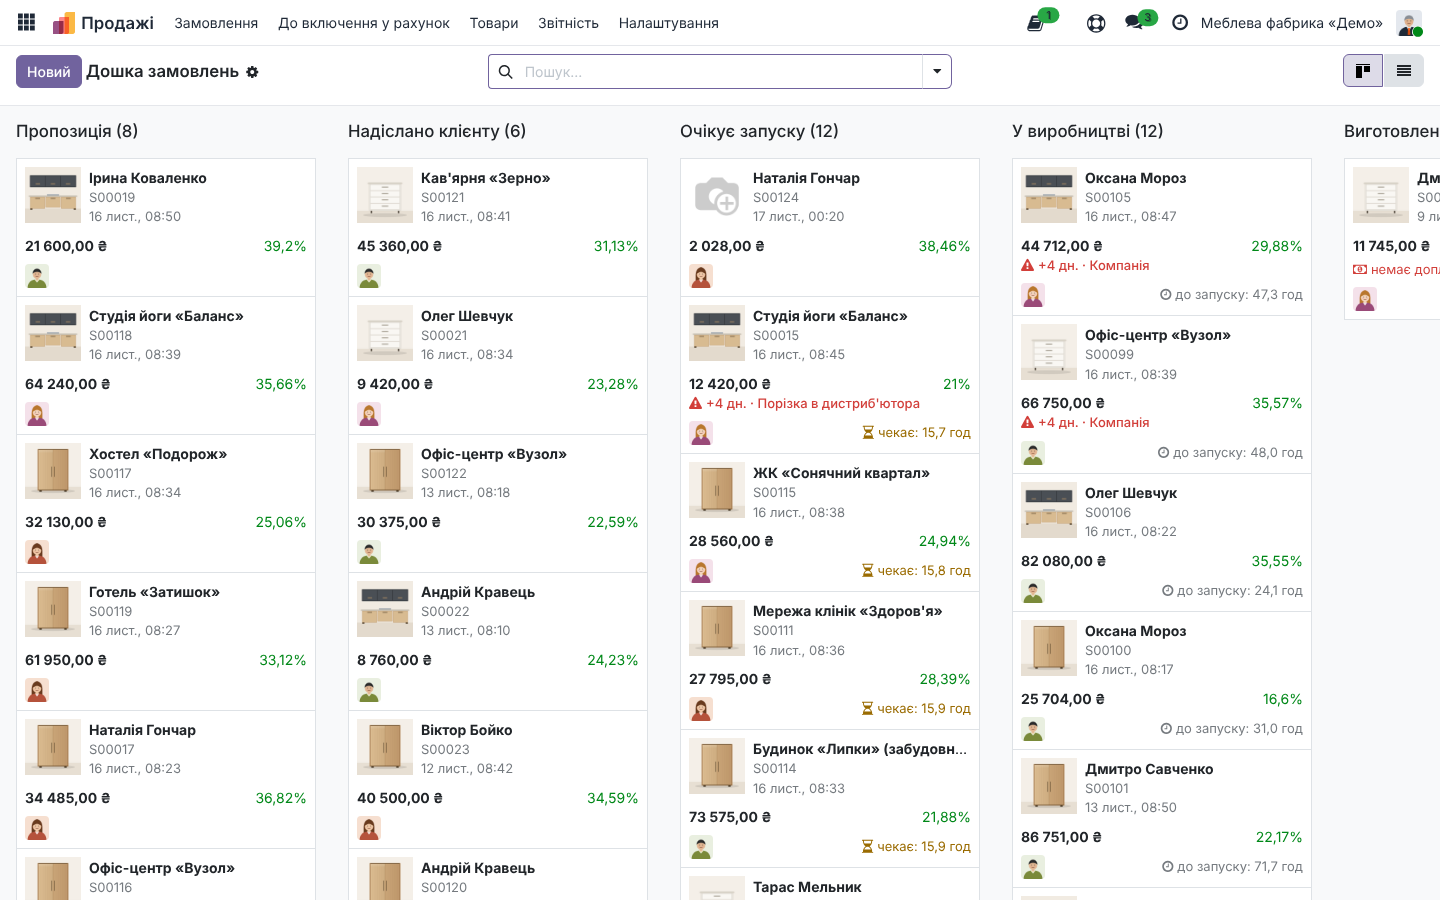 Продажі
Замовлення
До включення у рахунок
Товари
Звітність
Налаштування
1
3
Меблева фабрика «Демо»
Новий
Дошка замовлень
Пошук...
Пропозиція (8)
Ірина Коваленко
S00019
16 лист., 08:50
21 600,00 ₴
39,2%
Студія йоги «Баланс»
S00118
16 лист., 08:39
64 240,00 ₴
35,66%
Хостел «Подорож»
S00117
16 лист., 08:34
32 130,00 ₴
25,06%
Готель «Затишок»
S00119
16 лист., 08:27
61 950,00 ₴
33,12%
Наталія Гончар
S00017
16 лист., 08:23
34 485,00 ₴
36,82%
Офіс-центр «Вузол»
S00116
Надіслано клієнту (6)
Кав'ярня «Зерно»
S00121
16 лист., 08:41
45 360,00 ₴
31,13%
Олег Шевчук
S00021
16 лист., 08:34
9 420,00 ₴
23,28%
Офіс-центр «Вузол»
S00122
13 лист., 08:18
30 375,00 ₴
22,59%
Андрій Кравець
S00022
13 лист., 08:10
8 760,00 ₴
24,23%
Віктор Бойко
S00023
12 лист., 08:42
40 500,00 ₴
34,59%
Андрій Кравець
S00120
Очікує запуску (12)
Наталія Гончар
S00124
17 лист., 00:20
2 028,00 ₴
38,46%
Студія йоги «Баланс»
S00015
16 лист., 08:45
12 420,00 ₴
21%
+4 дн. · Порізка в дистриб'ютора
чекає: 15,7 год
ЖК «Сонячний квартал»
S00115
16 лист., 08:38
28 560,00 ₴
24,94%
чекає: 15,8 год
Мережа клінік «Здоров'я»
S00111
16 лист., 08:36
27 795,00 ₴
28,39%
чекає: 15,9 год
Будинок «Липки» (забудовн...
S00114
16 лист., 08:33
73 575,00 ₴
21,88%
чекає: 15,9 год
Тарас Мельник
У виробництві (12)
Оксана Мороз
S00105
16 лист., 08:47
44 712,00 ₴
29,88%
+4 дн. · Компанія
до запуску: 47,3 год
Офіс-центр «Вузол»
S00099
16 лист., 08:39
66 750,00 ₴
35,57%
+4 дн. · Компанія
до запуску: 48,0 год
Олег Шевчук
S00106
16 лист., 08:22
82 080,00 ₴
35,55%
до запуску: 24,1 год
Оксана Мороз
S00100
16 лист., 08:17
25 704,00 ₴
16,6%
до запуску: 31,0 год
Дмитро Савченко
S00101
13 лист., 08:50
86 751,00 ₴
22,17%
до запуску: 71,7 год
Виготовлен
Дм
S00
9 ли
11 745,00 ₴
немає допл